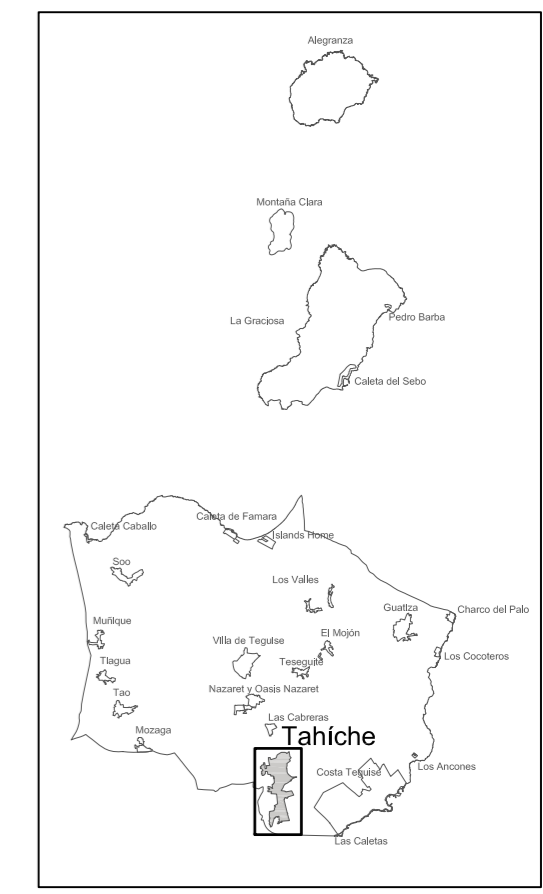 Alegranza
Montaña Clara
La Graciosa
Pedro Barba
Caleta del Sebo
Caleta de Famara
Caleta Caballo
Islands Home
Soo
Los Valles
Guatiza
Charco del Palo
Muñique
El Mojón
Villa de Teguise
Los Cocoteros
Tiagua
Teseguite
Tao
Nazaret y Oasis Nazaret
Las Cabreras
Mozaga
Tahíche
Los Ancones
Costa Teguise
Las Caletas